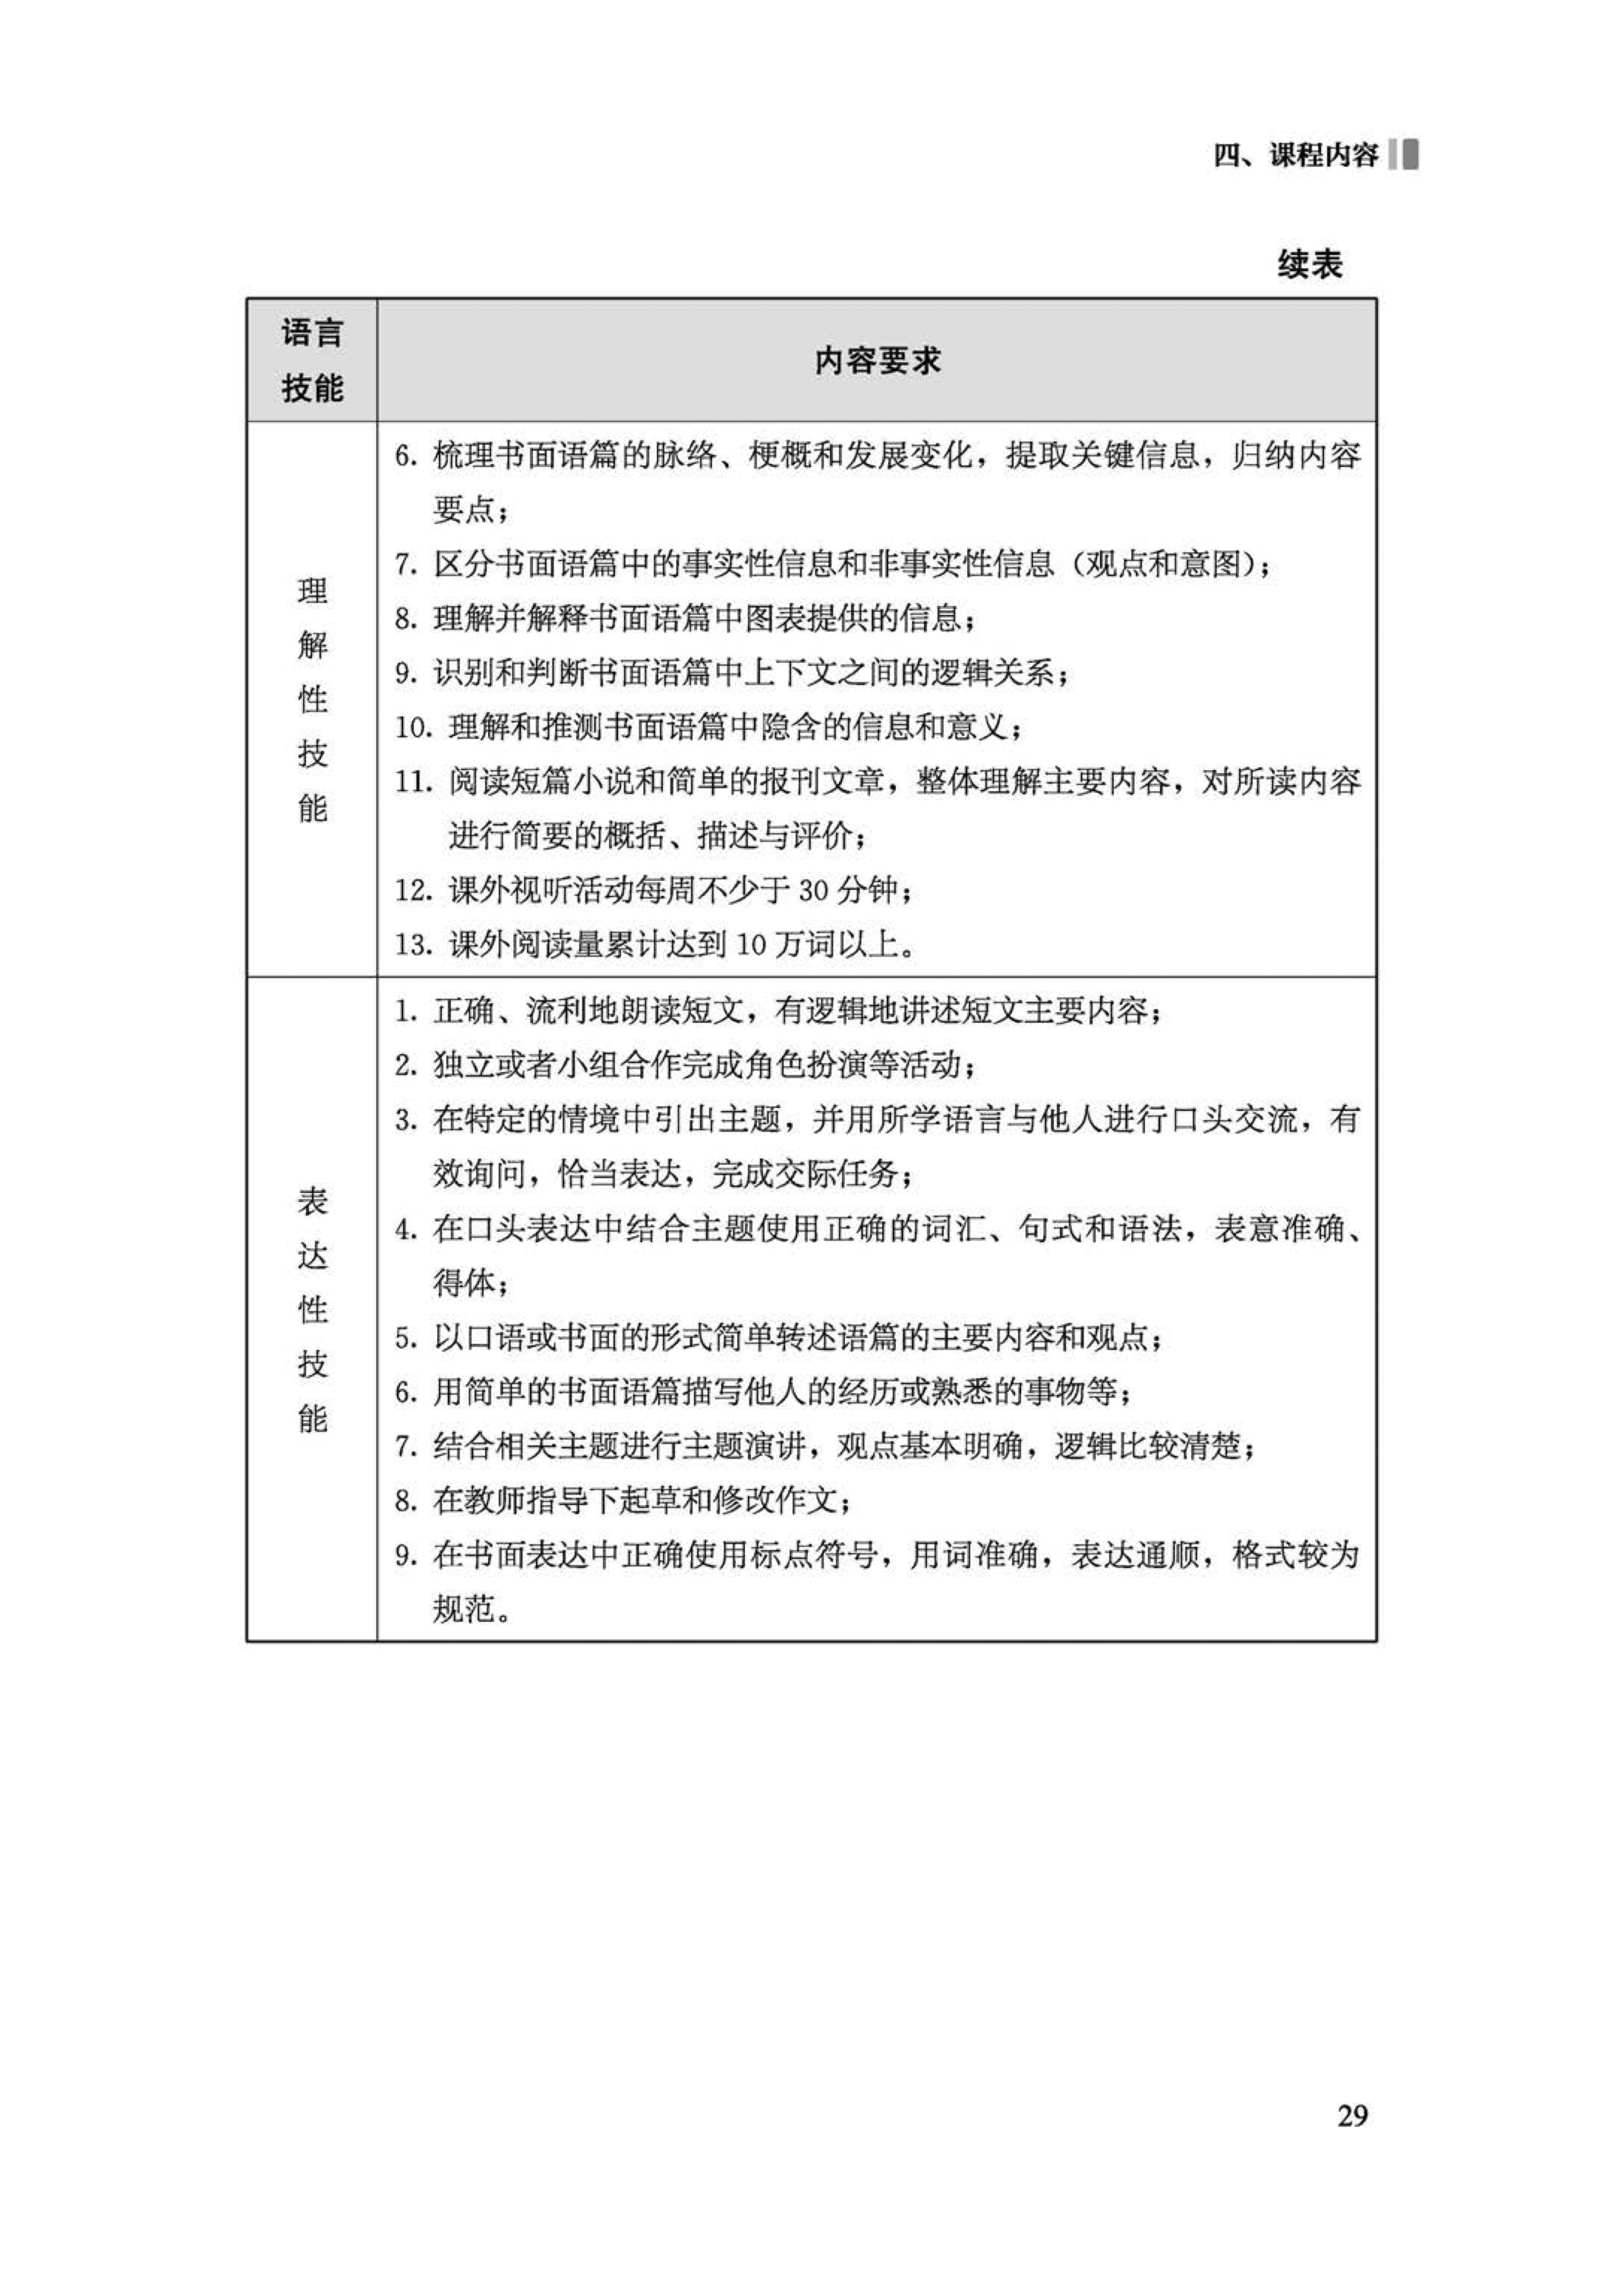 四、课程内容
续表
语言
技能
内容要求
理
解
性
技
能
6. 梳理书面语篇的脉络、梗概和发展变化，提取关键信息，归纳内容
要点；
7. 区分书面语篇中的事实性信息和非事实性信息（观点和意图）；
8. 理解并解释书面语篇中图表提供的信息；
9. 识别和判断书面语篇中上下文之间的逻辑关系；
10. 理解和推测书面语篇中隐含的信息和意义；
11. 阅读短篇小说和简单的报刊文章，整体理解主要内容，对所读内容
进行简要的概括、描述与评价；
12. 课外视听活动每周不少于 30 分钟；
13. 课外阅读量累计达到 10 万词以上。
表
达
性
技
能
1. 正确、流利地朗读短文，有逻辑地讲述短文主要内容；
2. 独立或者小组合作完成角色扮演等活动；
3. 在特定的情境中引出主题，并用所学语言与他人进行口头交流，有
效询问，恰当表达，完成交际任务；
4. 在口头表达中结合主题使用正确的词汇、句式和语法，表意准确、
得体；
5. 以口语或书面的形式简单转述语篇的主要内容和观点；
6. 用简单的书面语篇描写他人的经历或熟悉的事物等；
7. 结合相关主题进行主题演讲，观点基本明确，逻辑比较清楚；
8. 在教师指导下起草和修改作文；
9. 在书面表达中正确使用标点符号，用词准确，表达通顺，格式较为
规范。
29